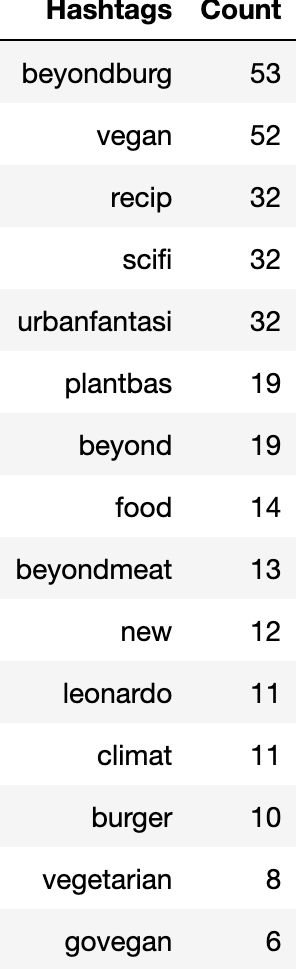 Hashtags Count
beyondburg 53
vegan 52
recip 32
scifi 32
urbanfantasi 32
plantbas 19
beyond 19
food 14
beyondmeat 13
new 12
leonardo 11
climat 11
burger 10
vegetarian 8
govegan 6